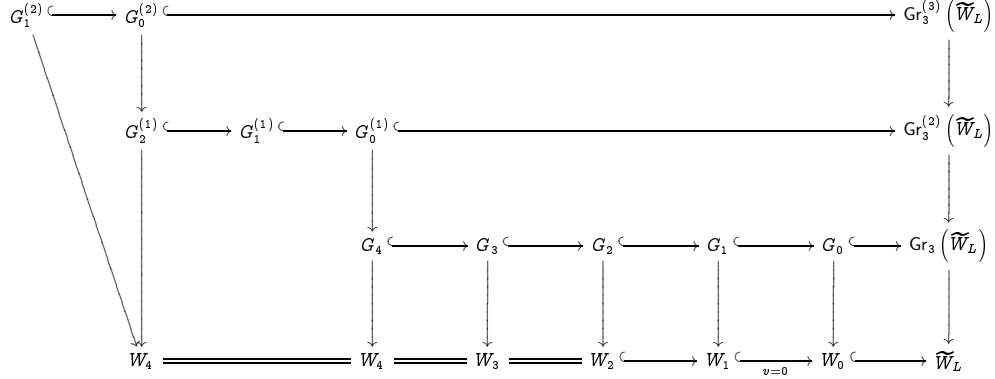 G_1^{(2)} G_0^{(2)} Gr_3^{(3)} ( \widetilde{W}_L )
G_2^{(1)} G_1^{(1)} G_0^{(1)} Gr_3^{(2)} ( \widetilde{W}_L )
G_4 G_3 G_2 G_1 G_0 Gr_3 ( \widetilde{W}_L )
W_4 W_4 W_3 W_2 W_1 W_0 \widetilde{W}_L
v=0